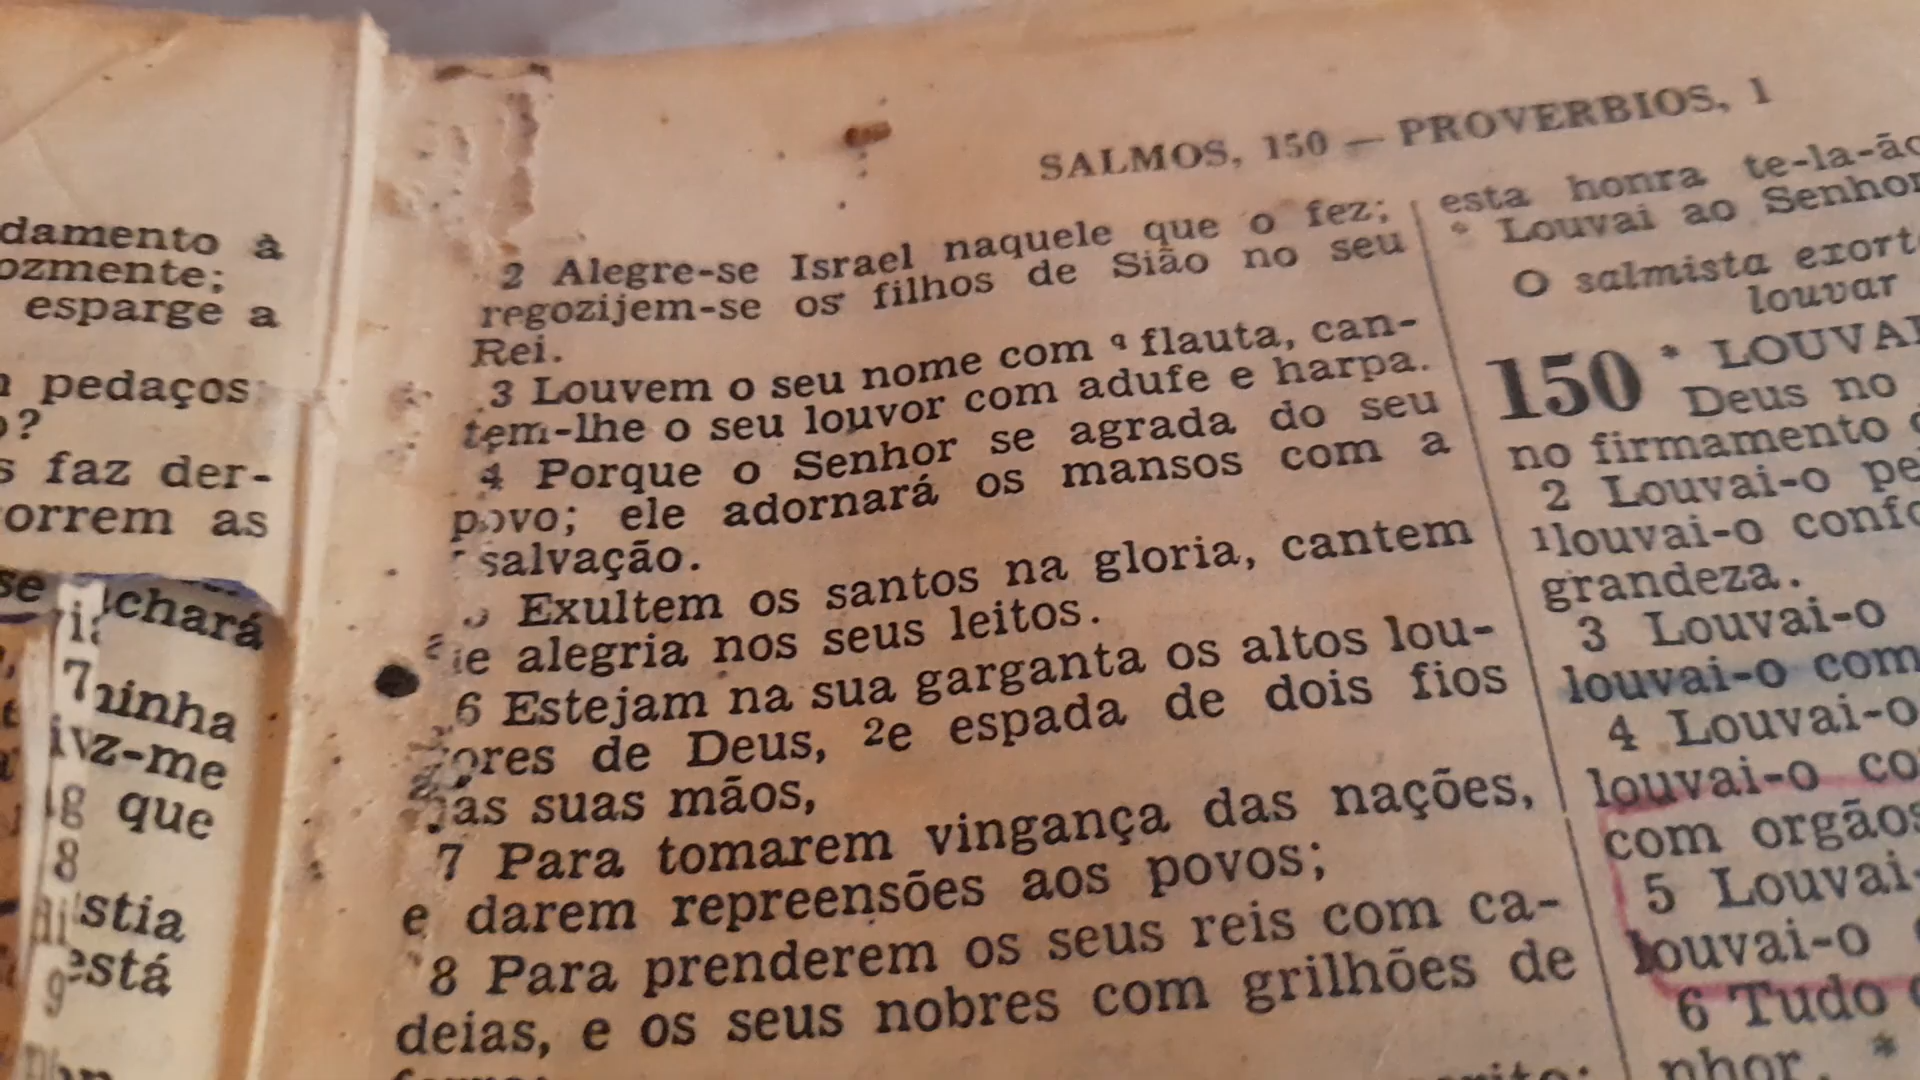 damento à
ozmente;
esparge a
pedaços
o?
s faz der-
orrem as
se
chará
7
inha
z-me
que
8
stia
está
9
SALMOS, 150 — PROVERBIOS, 1
2 Alegre-se Israel naquele que o fez;
regozijem-se os filhos de Sião no seu
Rei.
3 Louvem o seu nome com q flauta, can-
tem-lhe o seu louvor com adufe e harpa.
4 Porque o Senhor se agrada do seu
povo; ele adornará os mansos com a
salvação.
Exultem os santos na gloria, cantem
de alegria nos seus leitos.
6 Estejam na sua garganta os altos lou-
vores de Deus, 2e espada de dois fios
nas suas mãos,
7 Para tomarem vingança das nações,
e darem repreensões aos povos;
8 Para prenderem os seus reis com ca-
deias, e os seus nobres com grilhões de
esta honra te-la-ão
* Louvai ao Senhor
O salmista exort
louvar
150 * LOUVAI
Deus no
no firmamento
2 Louvai-o pe
1louvai-o confo
grandeza.
3 Louvai-o
louvai-o com
4 Louvai-o
louvai-o co
com orgãos
5 Louvai-
louvai-o
6 Tudo
nhor. *